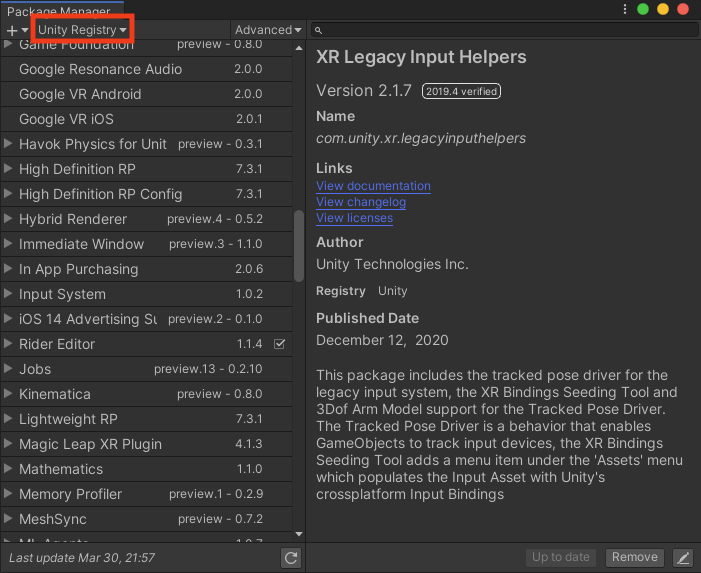 Package Manager
Unity Registry
Advanced
Game Foundation preview - 0.8.0
Google Resonance Audio 2.0.0
Google VR Android 2.0.0
Google VR iOS 2.0.1
Havok Physics for Unit preview - 0.3.1
High Definition RP 7.3.1
High Definition RP Config 7.3.1
Hybrid Renderer preview.4 - 0.5.2
Immediate Window preview.3 - 1.1.0
In App Purchasing 2.0.6
Input System 1.0.2
iOS 14 Advertising Su preview.2 - 0.1.0
Rider Editor 1.1.4
Jobs preview.13 - 0.2.10
Kinematica preview - 0.8.0
Lightweight RP 7.3.1
Magic Leap XR Plugin 4.1.3
Mathematics 1.1.0
Memory Profiler preview.1 - 0.2.9
MeshSync preview - 0.7.2
ML Agents 1.0.7
Last update Mar 30, 21:57
XR Legacy Input Helpers
Version 2.1.7 2019.4 verified
Name
com.unity.xr.legacyinputhelpers
Links
View documentation
View changelog
View licenses
Author
Unity Technologies Inc.
Registry Unity
Published Date
December 12, 2020
This package includes the tracked pose driver for the
legacy input system, the XR Bindings Seeding Tool and
3Dof Arm Model support for the Tracked Pose Driver.
The Tracked Pose Driver is a behavior that enables
GameObjects to track input devices, the XR Bindings
Seeding Tool adds a menu item under the 'Assets' menu
which populates the Input Asset with Unity's
crossplatform Input Bindings
Up to date
Remove